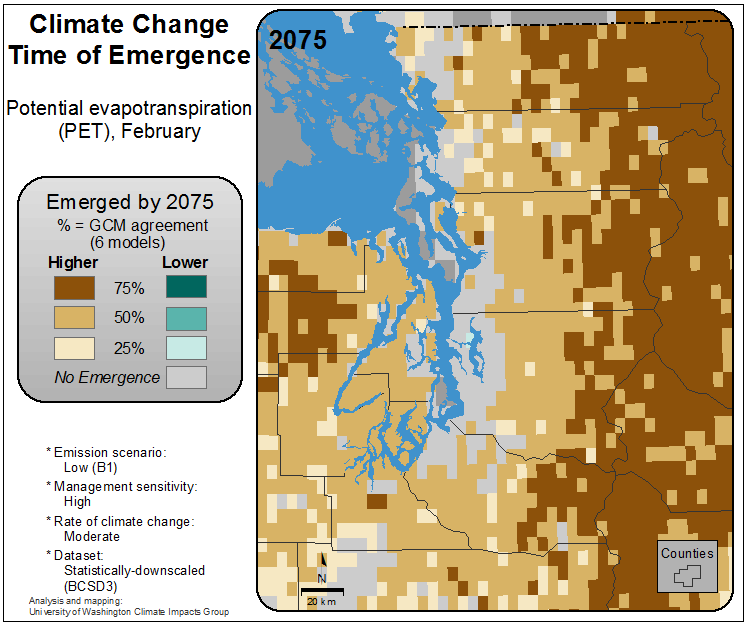 Climate Change
Time of Emergence
Potential evapotranspiration
(PET), February
Emerged by 2075
% = GCM agreement
(6 models)
Higher Lower
75%
50%
25%
No Emergence
* Emission scenario:
Low (B1)
* Management sensitivity:
High
* Rate of climate change:
Moderate
* Dataset:
Statistically-downscaled
(BCSD3)
Analysis and mapping:
University of Washington Climate Impacts Group
2075
N
20 km
Counties